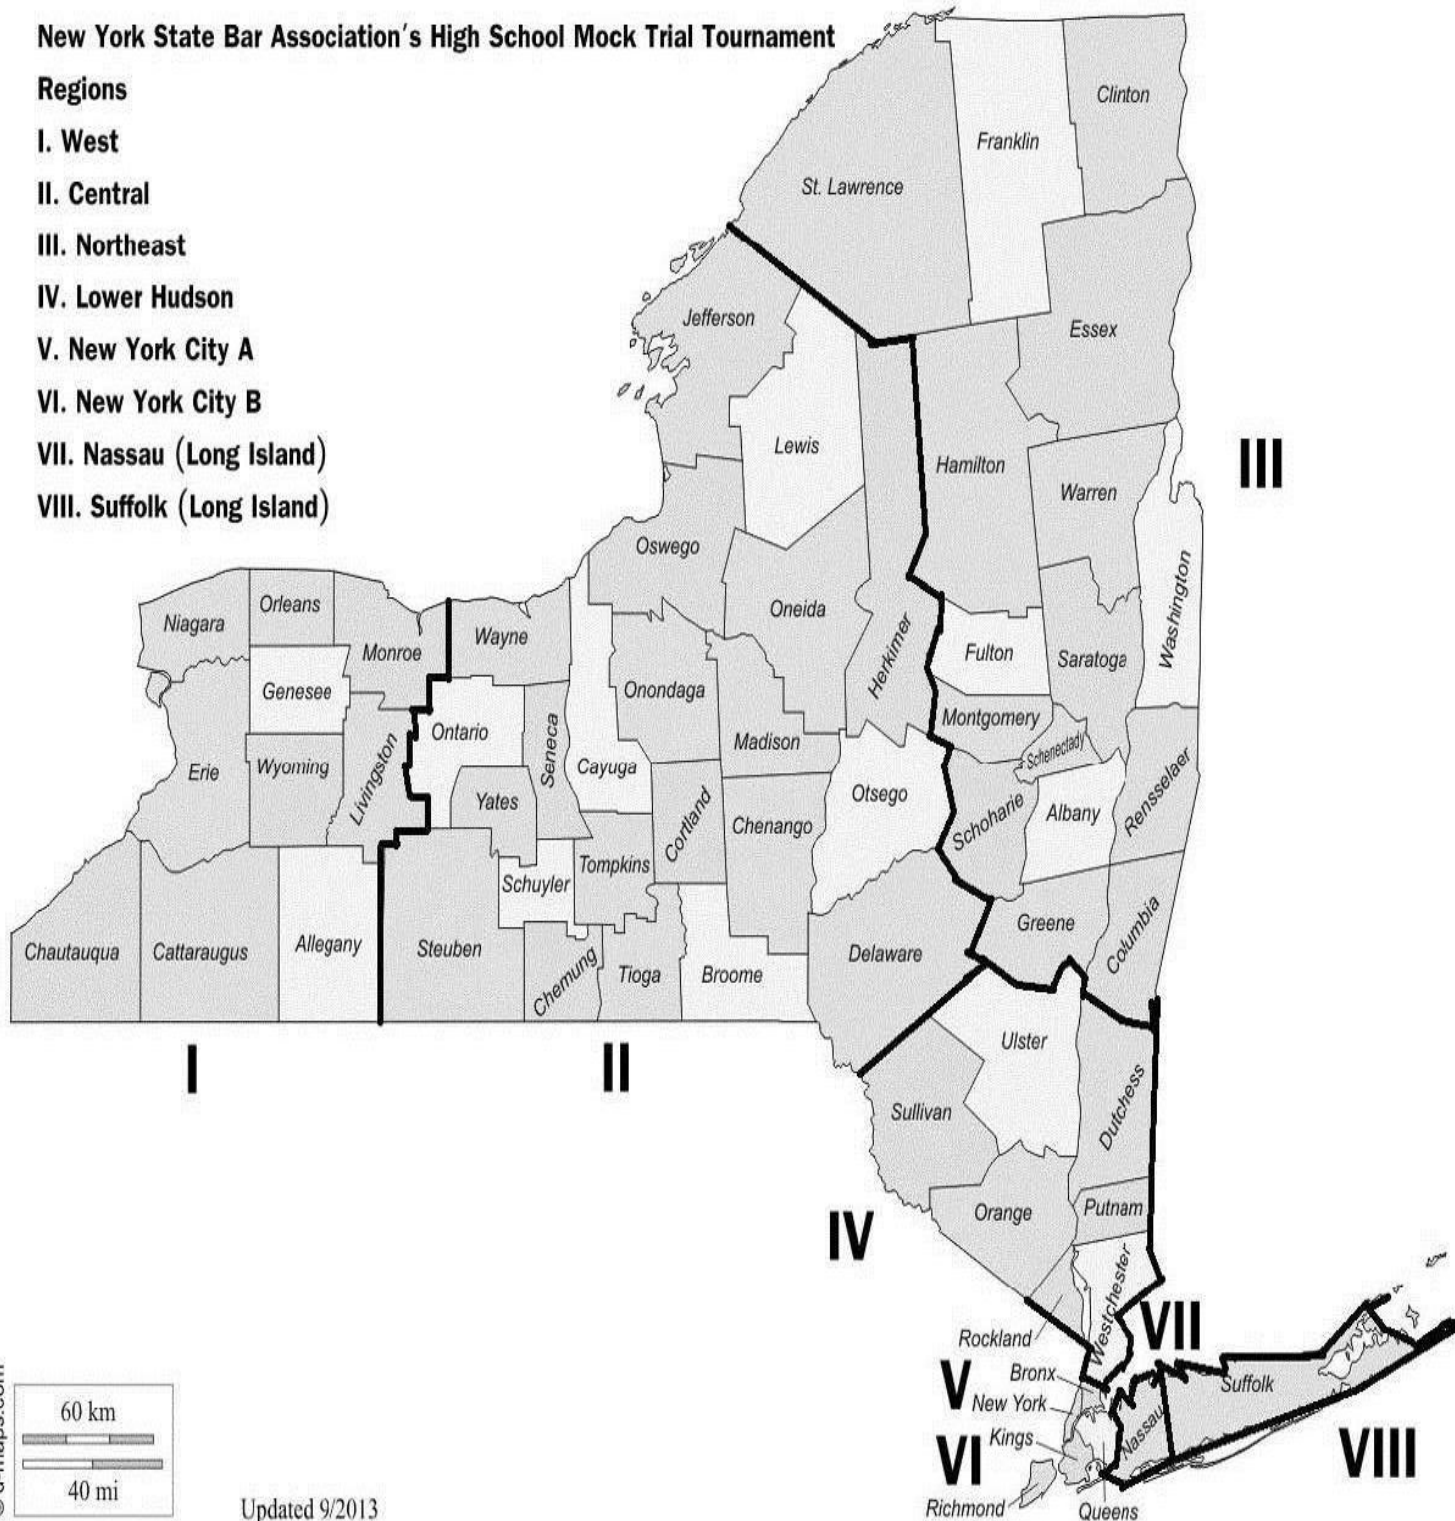 New York State Bar Association's High School Mock Trial Tournament
Regions
I. West
II. Central
III. Northeast
IV. Lower Hudson
V. New York City A
VI. New York City B
VII. Nassau (Long Island)
VIII. Suffolk (Long Island)
Clinton
Franklin
St. Lawrence
Jefferson
Essex
Lewis
Hamilton
III
Warren
Oswego
Washington
Niagara
Orleans
Oneida
Wayne
Monroe
Herkimer
Fulton
Saratoga
Genesee
Onondaga
Montgomery
Ontario
Seneca
Madison
Schenectady
Erie
Wyoming
Livingston
Cayuga
Yates
Otsego
Cortland
Chenango
Schoharie
Albany
Rensselaer
Tompkins
Schuyler
Chautauqua
Cattaraugus
Allegany
Steuben
Chemung
Tioga
Broome
Delaware
Greene
Columbia
I
II
Ulster
Sullivan
Dutchess
Putnam
Orange
IV
Westchester
VII
Rockland
Bronx
V
New York
Suffolk
Nassau
Kings
VI
VIII
Richmond
Queens
60 km
40 mi
Updated 9/2013